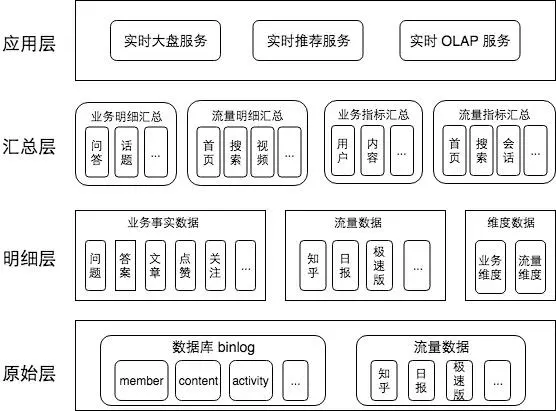 应用层
实时大盘服务
实时推荐服务
实时 OLAP 服务
汇总层
业务明细汇总
问答
话题
...
流量明细汇总
首页
搜索
视频
...
业务指标汇总
用户
内容
...
流量指标汇总
首页
搜索
会话
...
明细层
业务事实数据
问题
答案
文章
点赞
关注
...
流量数据
知乎
日报
极速版
...
维度数据
业务维度
流量维度
原始层
数据库 binlog
member
content
activity
...
流量数据
知乎
日报
极速版
...